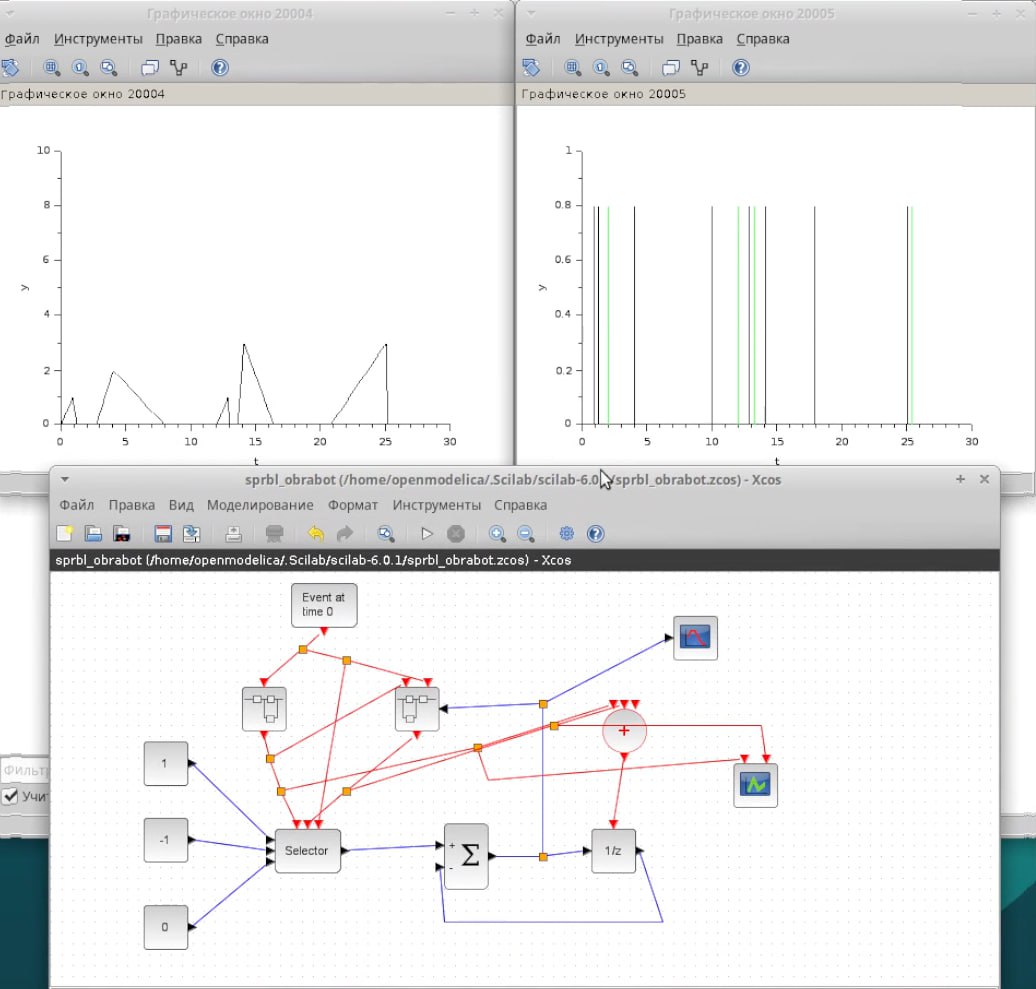 Графическое окно 20004
Файл Инструменты Правка Справка
Графическое окно 20004
10
8
6
4
2
0
y
0 5 10 15 20 25 30
t
Графическое окно 20005
Файл Инструменты Правка Справка
Графическое окно 20005
1
0.8
0.6
0.4
0.2
0
y
0 5 10 15 20 25 30
t
sprbl_obrabot (/home/openmodelica/.Scilab/scilab-6.0.1/sprbl_obrabot.zcos) - Xcos
Файл Правка Вид Моделирование Формат Инструменты Справка
sprbl_obrabot (/home/openmodelica/.Scilab/scilab-6.0.1/sprbl_obrabot.zcos) - Xcos
Event at
time 0
1
-1
0
Selector
+
-
Σ
+
1/z
Фильт
Учи